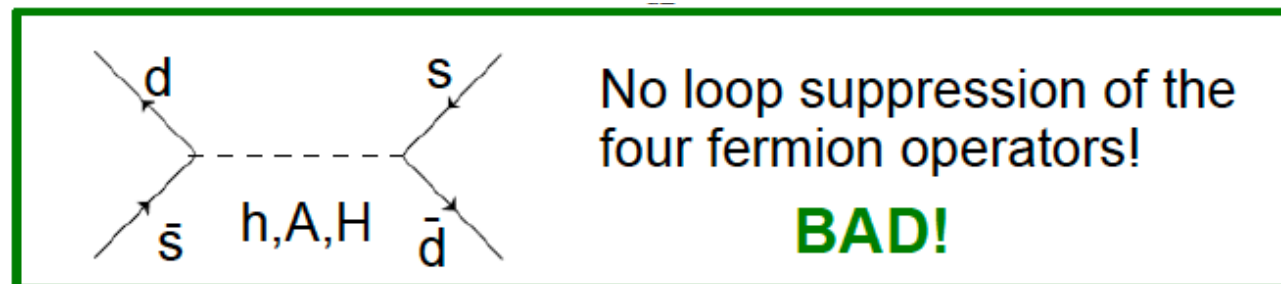 d
s
No loop suppression of the
four fermion operators!
s̄
h,A,H
d̄
BAD!